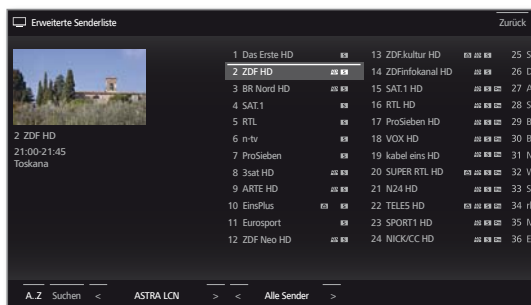 Erweiterte Senderliste
Zurück
2 ZDF HD
21:00-21:45
Toskana
1 Das Erste HD
2 ZDF HD
3 BR Nord HD
4 SAT.1
5 RTL
6 n-tv
7 ProSieben
8 3sat HD
9 ARTE HD
10 EinsPlus
11 Eurosport
12 ZDF Neo HD
13 ZDF.kultur HD
14 ZDFinfokanal HD
15 SAT.1 HD
16 RTL HD
17 ProSieben HD
18 VOX HD
19 kabel eins HD
20 SUPER RTL HD
21 N24 HD
22 TELE5 HD
23 SPORT1 HD
24 NICK/CC HD
25 S
26
27
28 S
29
30
31
32
33 S
34
35
36
A..Z Suchen < ASTRA LCN > < Alle Sender >